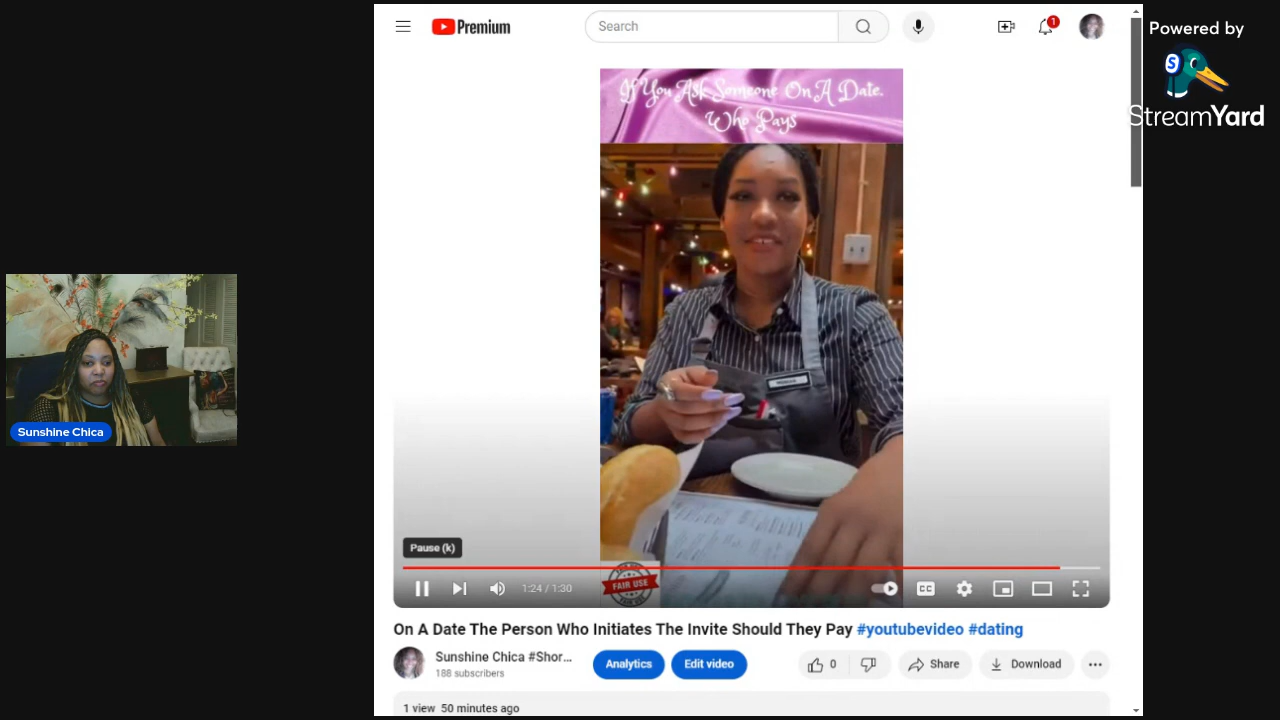 Premium
Search
1
Powered by
S
StreamYard
If You Ask Someone On A Date.
Who Pays
Sunshine Chica
Pause (k)
FAIR USE
1:24 / 1:30
CC
On A Date The Person Who Initiates The Invite Should They Pay #youtubevideo #dating
Sunshine Chica #Shor...
188 subscribers
Analytics
Edit video
0
Share
Download
1 view 50 minutes ago